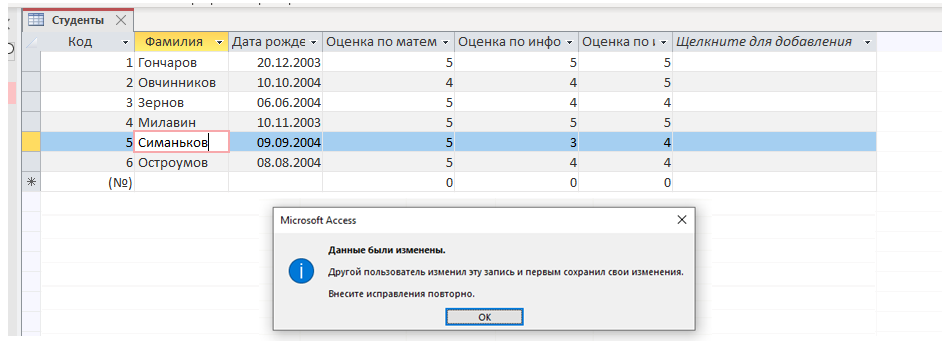 Студенты
Код Фамилия Дата рожде Оценка по матем Оценка по инфо Оценка по и Щелкните для добавления
1 Гончаров 20.12.2003 5 5 5
2 Овчинников 10.10.2004 4 4 5
3 Зернов 06.06.2004 5 4 4
4 Милавин 10.11.2003 5 5 5
5 Симаньков 09.09.2004 5 3 4
6 Остроумов 08.08.2004 5 4 4
(№) 0 0 0
Microsoft Access
Данные были изменены.
Другой пользователь изменил эту запись и первым сохранил свои изменения.
Внесите исправления повторно.
ОК